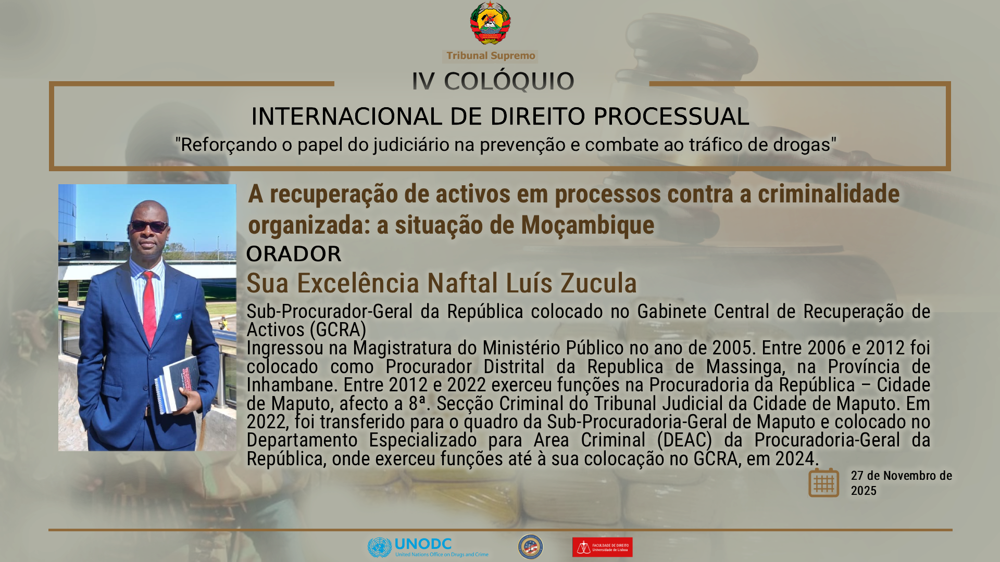 Tribunal Supremo
IV COLÓQUIO
INTERNACIONAL DE DIREITO PROCESSUAL
"Reforçando o papel do judiciário na prevenção e combate ao tráfico de drogas"
A recuperação de activos em processos contra a criminalidade
organizada: a situação de Moçambique
ORADOR
Sua Excelência Naftal Luís Zucula
Sub-Procurador-Geral da República colocado no Gabinete Central de Recuperação de
Activos (GCRA)
Ingressou na Magistratura do Ministério Público no ano de 2005. Entre 2006 e 2012 foi
colocado como Procurador Distrital da Republica de Massinga, na Província de
Inhambane. Entre 2012 e 2022 exerceu funções na Procuradoria da República – Cidade
de Maputo, afecto a 8ª. Secção Criminal do Tribunal Judicial da Cidade de Maputo. Em
2022, foi transferido para o quadro da Sub-Procuradoria-Geral de Maputo e colocado no
Departamento Especializado para Area Criminal (DEAC) da Procuradoria-Geral da
República, onde exerceu funções até à sua colocação no GCRA, em 2024.
27 de Novembro de
2025
UNODC
United Nations Office on Drugs and Crime
FACULDADE DE DIREITO
Universidade de Lisboa